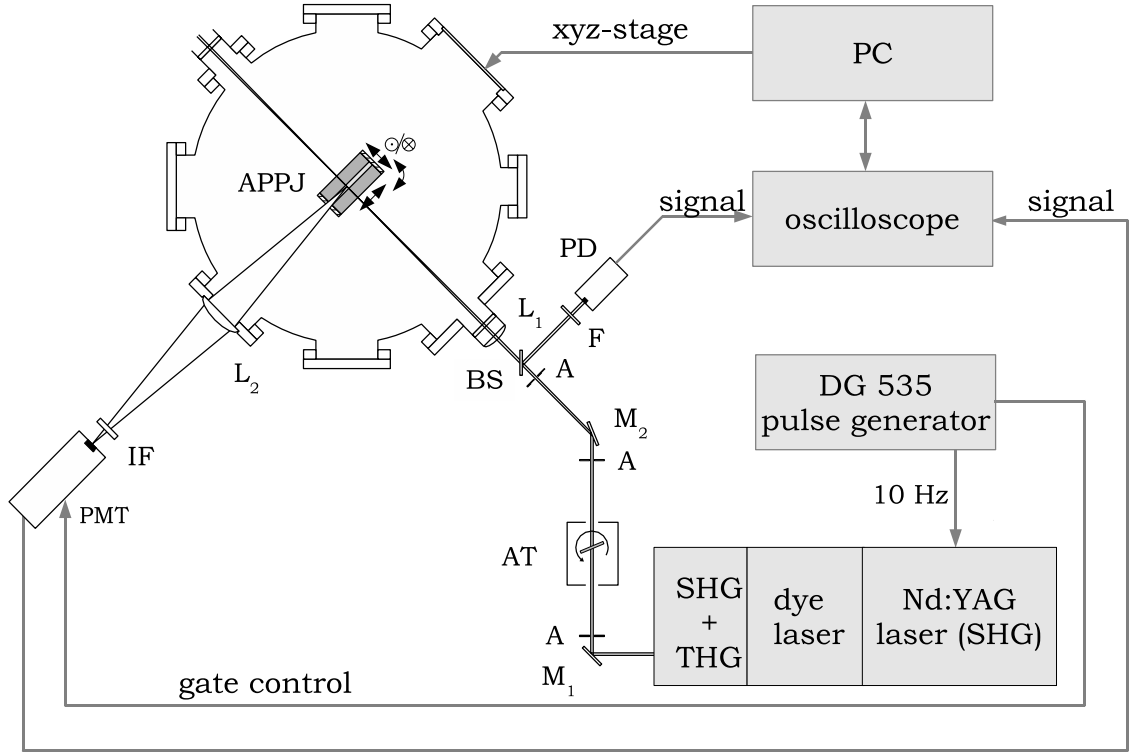 xyz-stage
PC
⊙/⊗
APPJ
signal
oscilloscope
signal
PD
L₁
F
BS
A
L₂
DG 535
pulse generator
M₂
A
IF
10 Hz
PMT
AT
SHG
+
THG
dye
laser
Nd:YAG
laser (SHG)
A
M₁
gate control